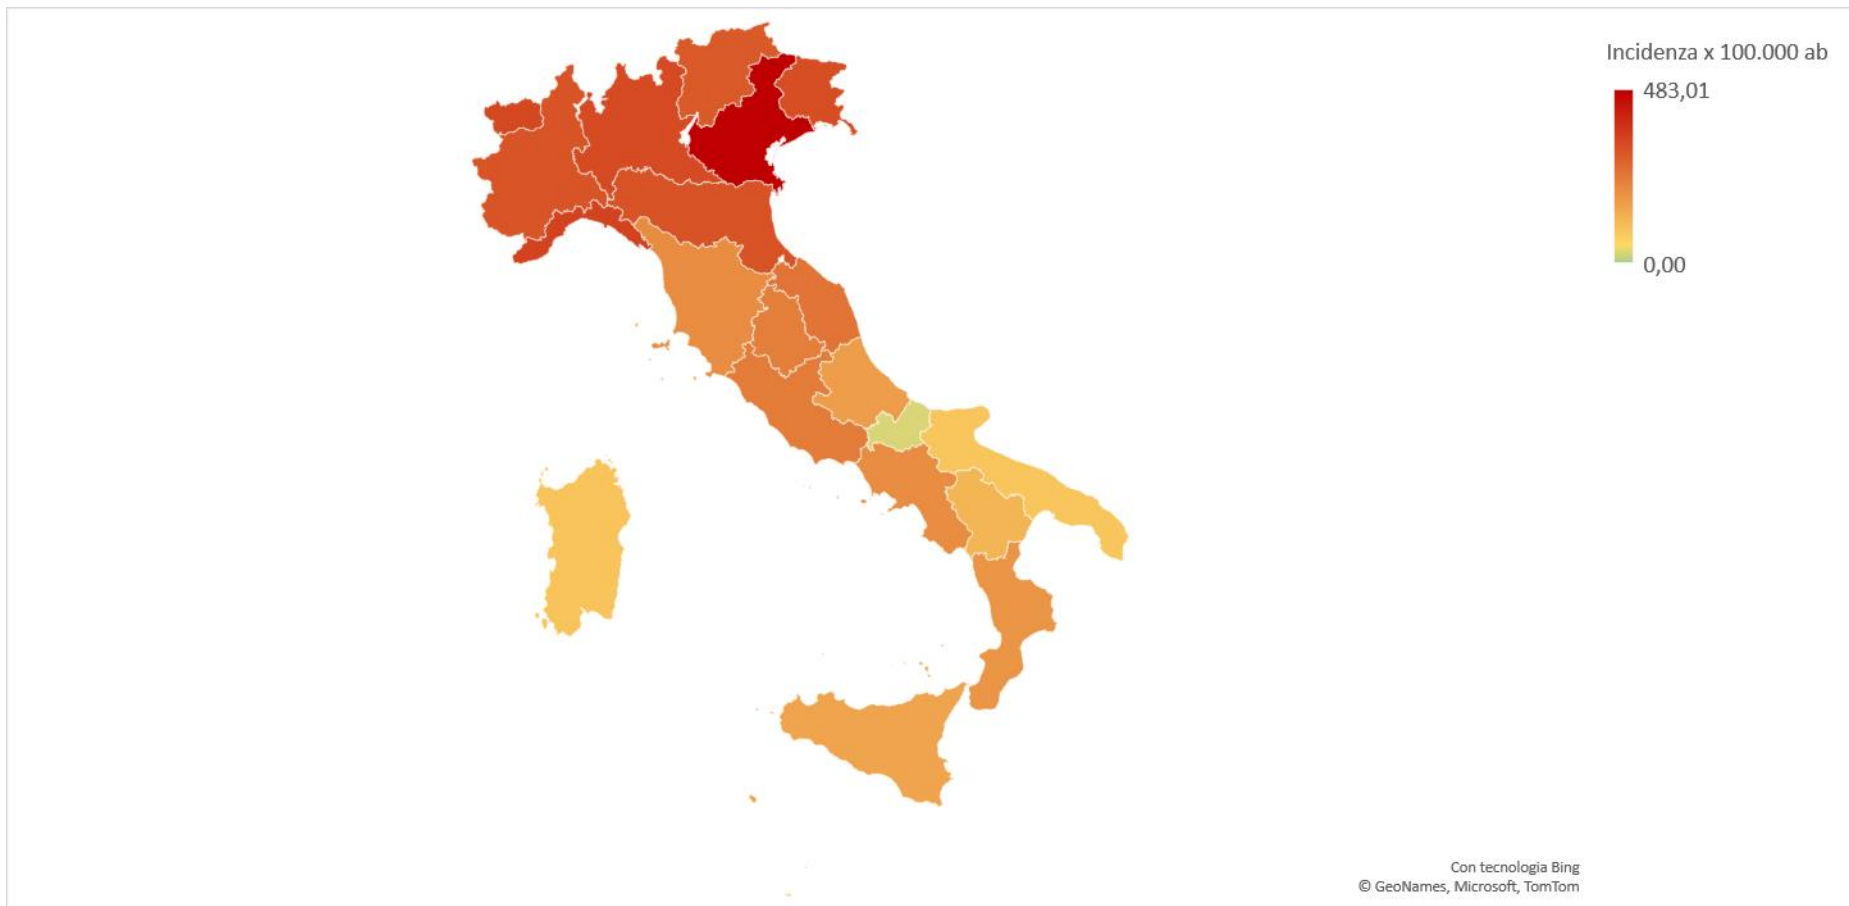 Incidenza x 100.000 ab
483,01
0,00
Con tecnologia Bing
© GeoNames, Microsoft, TomTom